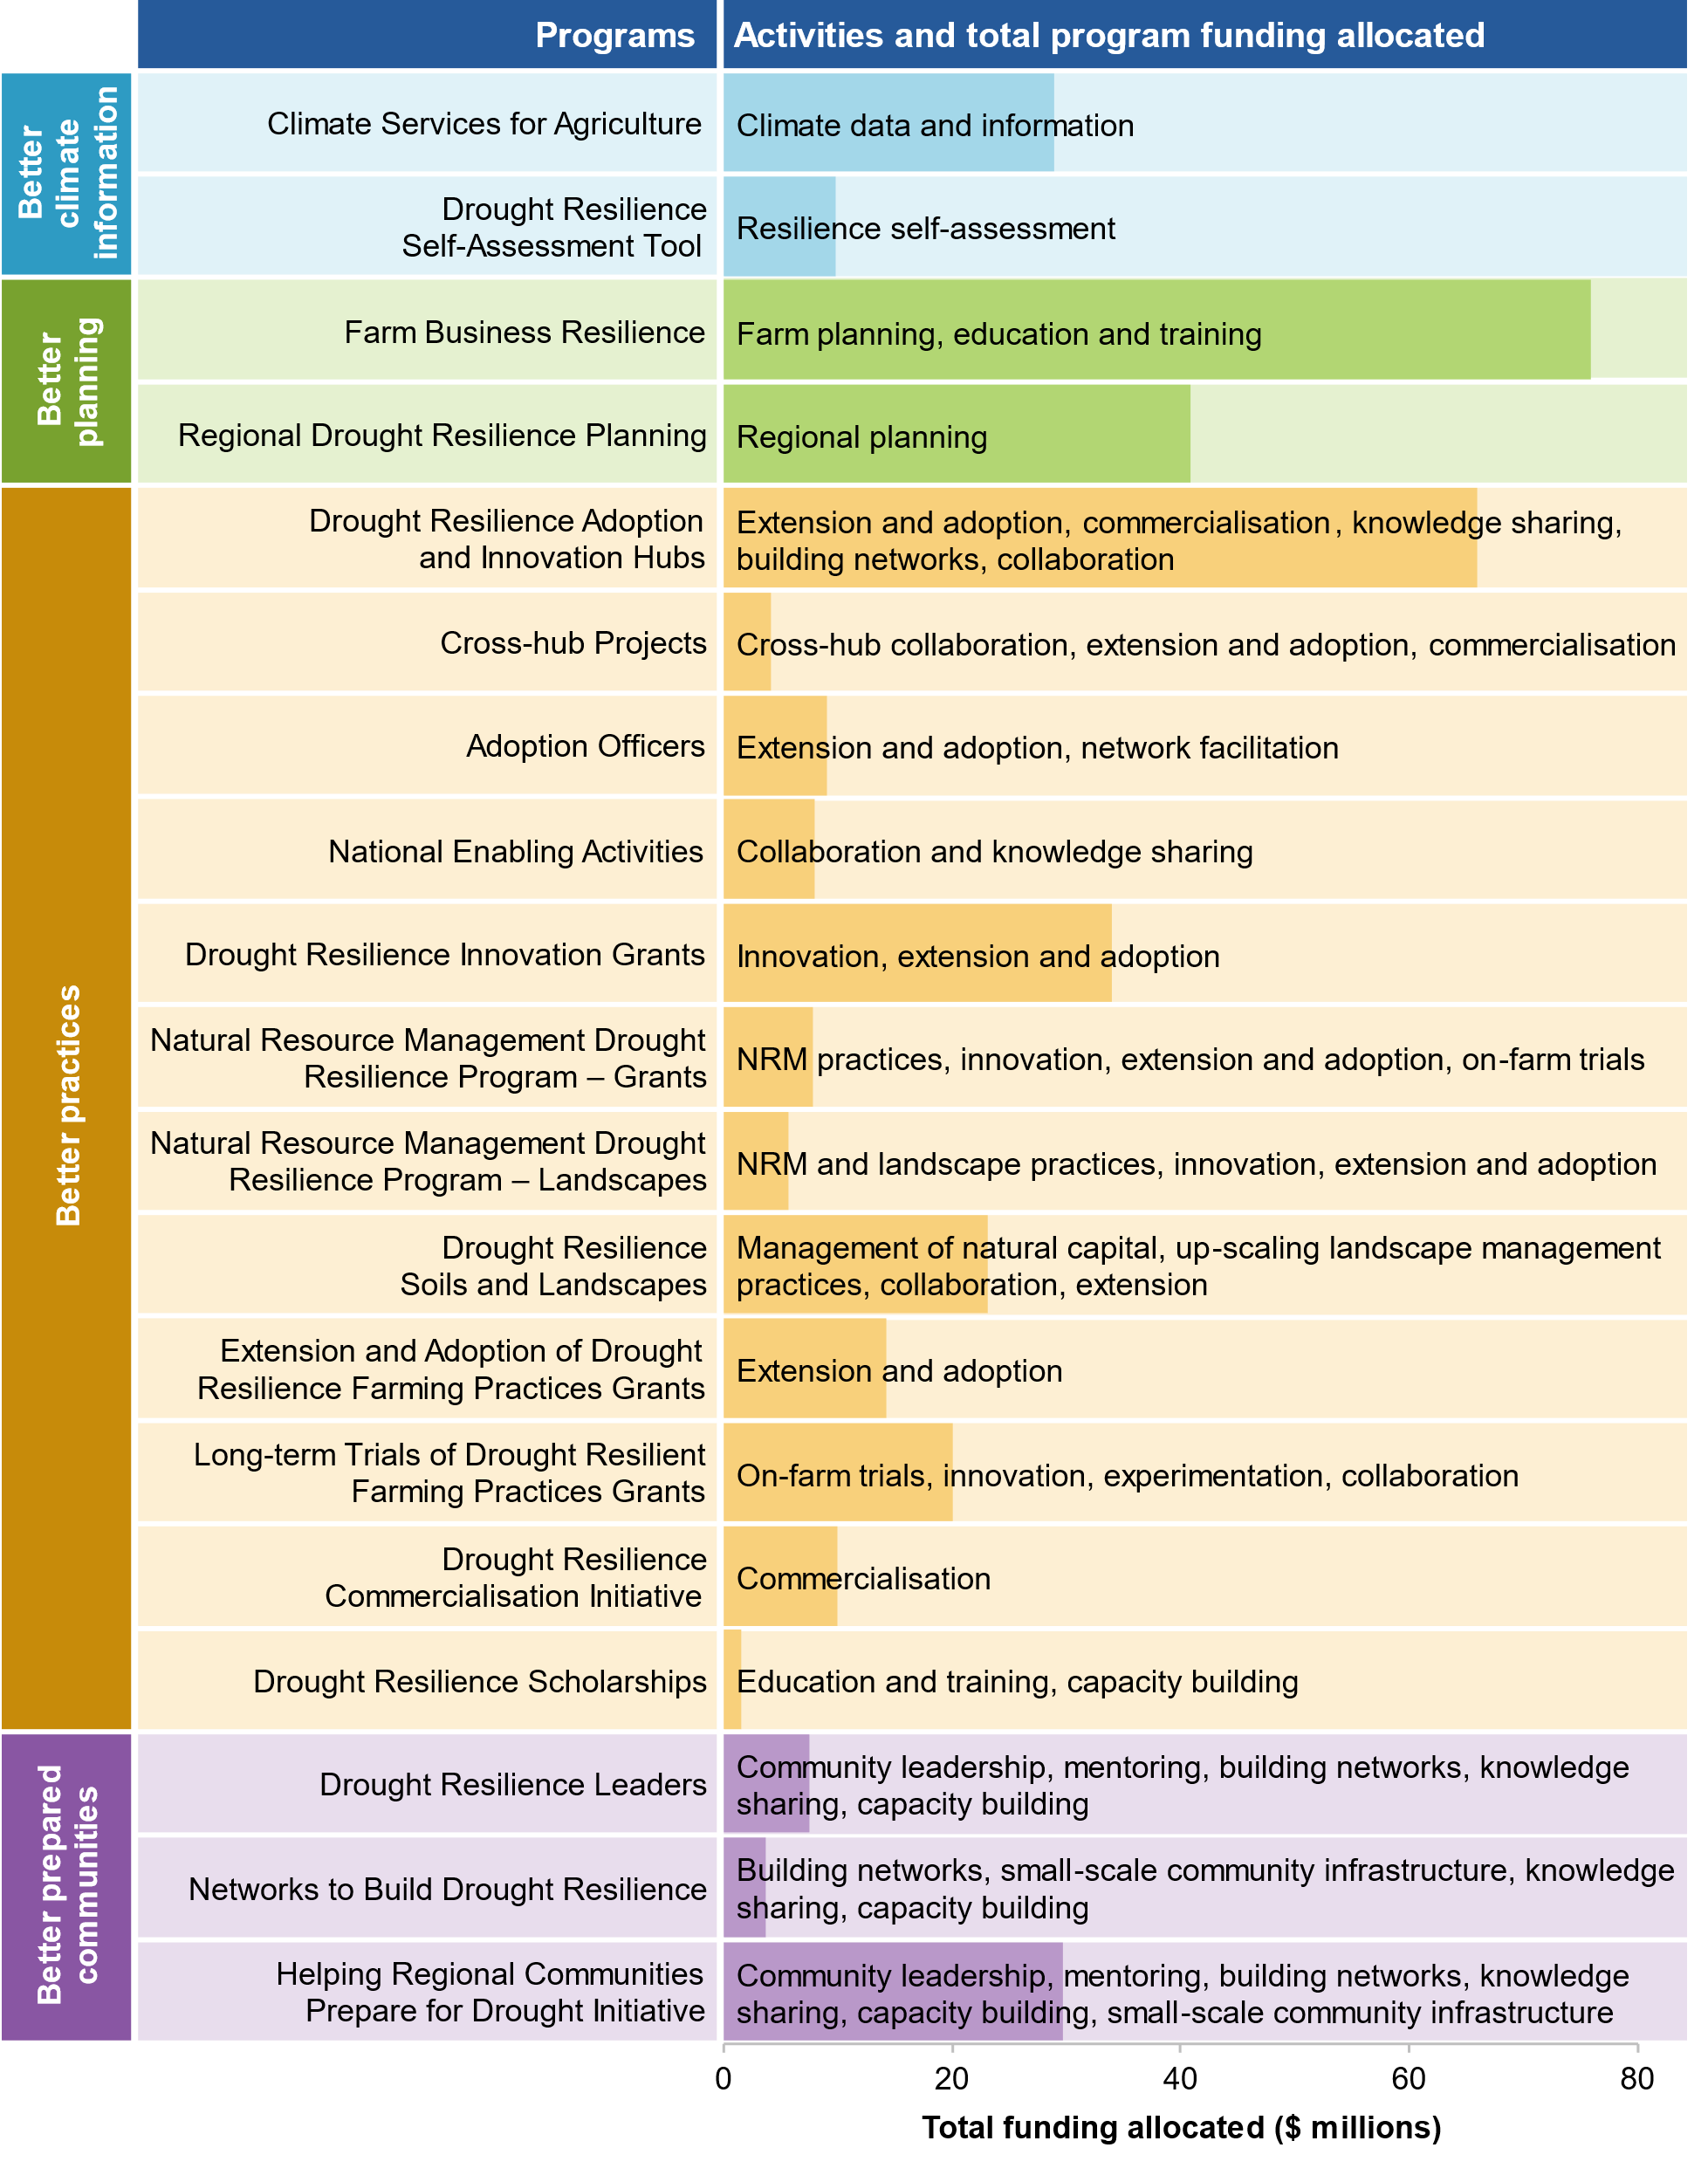 Programs
Activities and total program funding allocated
Better
climate
information
Climate Services for Agriculture
Climate data and information
Drought Resilience
Self-Assessment Tool
Resilience self-assessment
Better
planning
Farm Business Resilience
Farm planning, education and training
Regional Drought Resilience Planning
Regional planning
Better practices
Drought Resilience Adoption
and Innovation Hubs
Extension and adoption, commercialisation, knowledge sharing,
building networks, collaboration
Cross-hub Projects
Cross-hub collaboration, extension and adoption, commercialisation
Adoption Officers
Extension and adoption, network facilitation
National Enabling Activities
Collaboration and knowledge sharing
Drought Resilience Innovation Grants
Innovation, extension and adoption
Natural Resource Management Drought
Resilience Program – Grants
NRM practices, innovation, extension and adoption, on-farm trials
Natural Resource Management Drought
Resilience Program – Landscapes
NRM and landscape practices, innovation, extension and adoption
Drought Resilience
Soils and Landscapes
Management of natural capital, up-scaling landscape management
practices, collaboration, extension
Extension and Adoption of Drought
Resilience Farming Practices Grants
Extension and adoption
Long-term Trials of Drought Resilient
Farming Practices Grants
On-farm trials, innovation, experimentation, collaboration
Drought Resilience
Commercialisation Initiative
Commercialisation
Drought Resilience Scholarships
Education and training, capacity building
Better prepared
communities
Drought Resilience Leaders
Community leadership, mentoring, building networks, knowledge
sharing, capacity building
Networks to Build Drought Resilience
Building networks, small-scale community infrastructure, knowledge
sharing, capacity building
Helping Regional Communities
Prepare for Drought Initiative
Community leadership, mentoring, building networks, knowledge
sharing, capacity building, small-scale community infrastructure
0 20 40 60 80
Total funding allocated ($ millions)